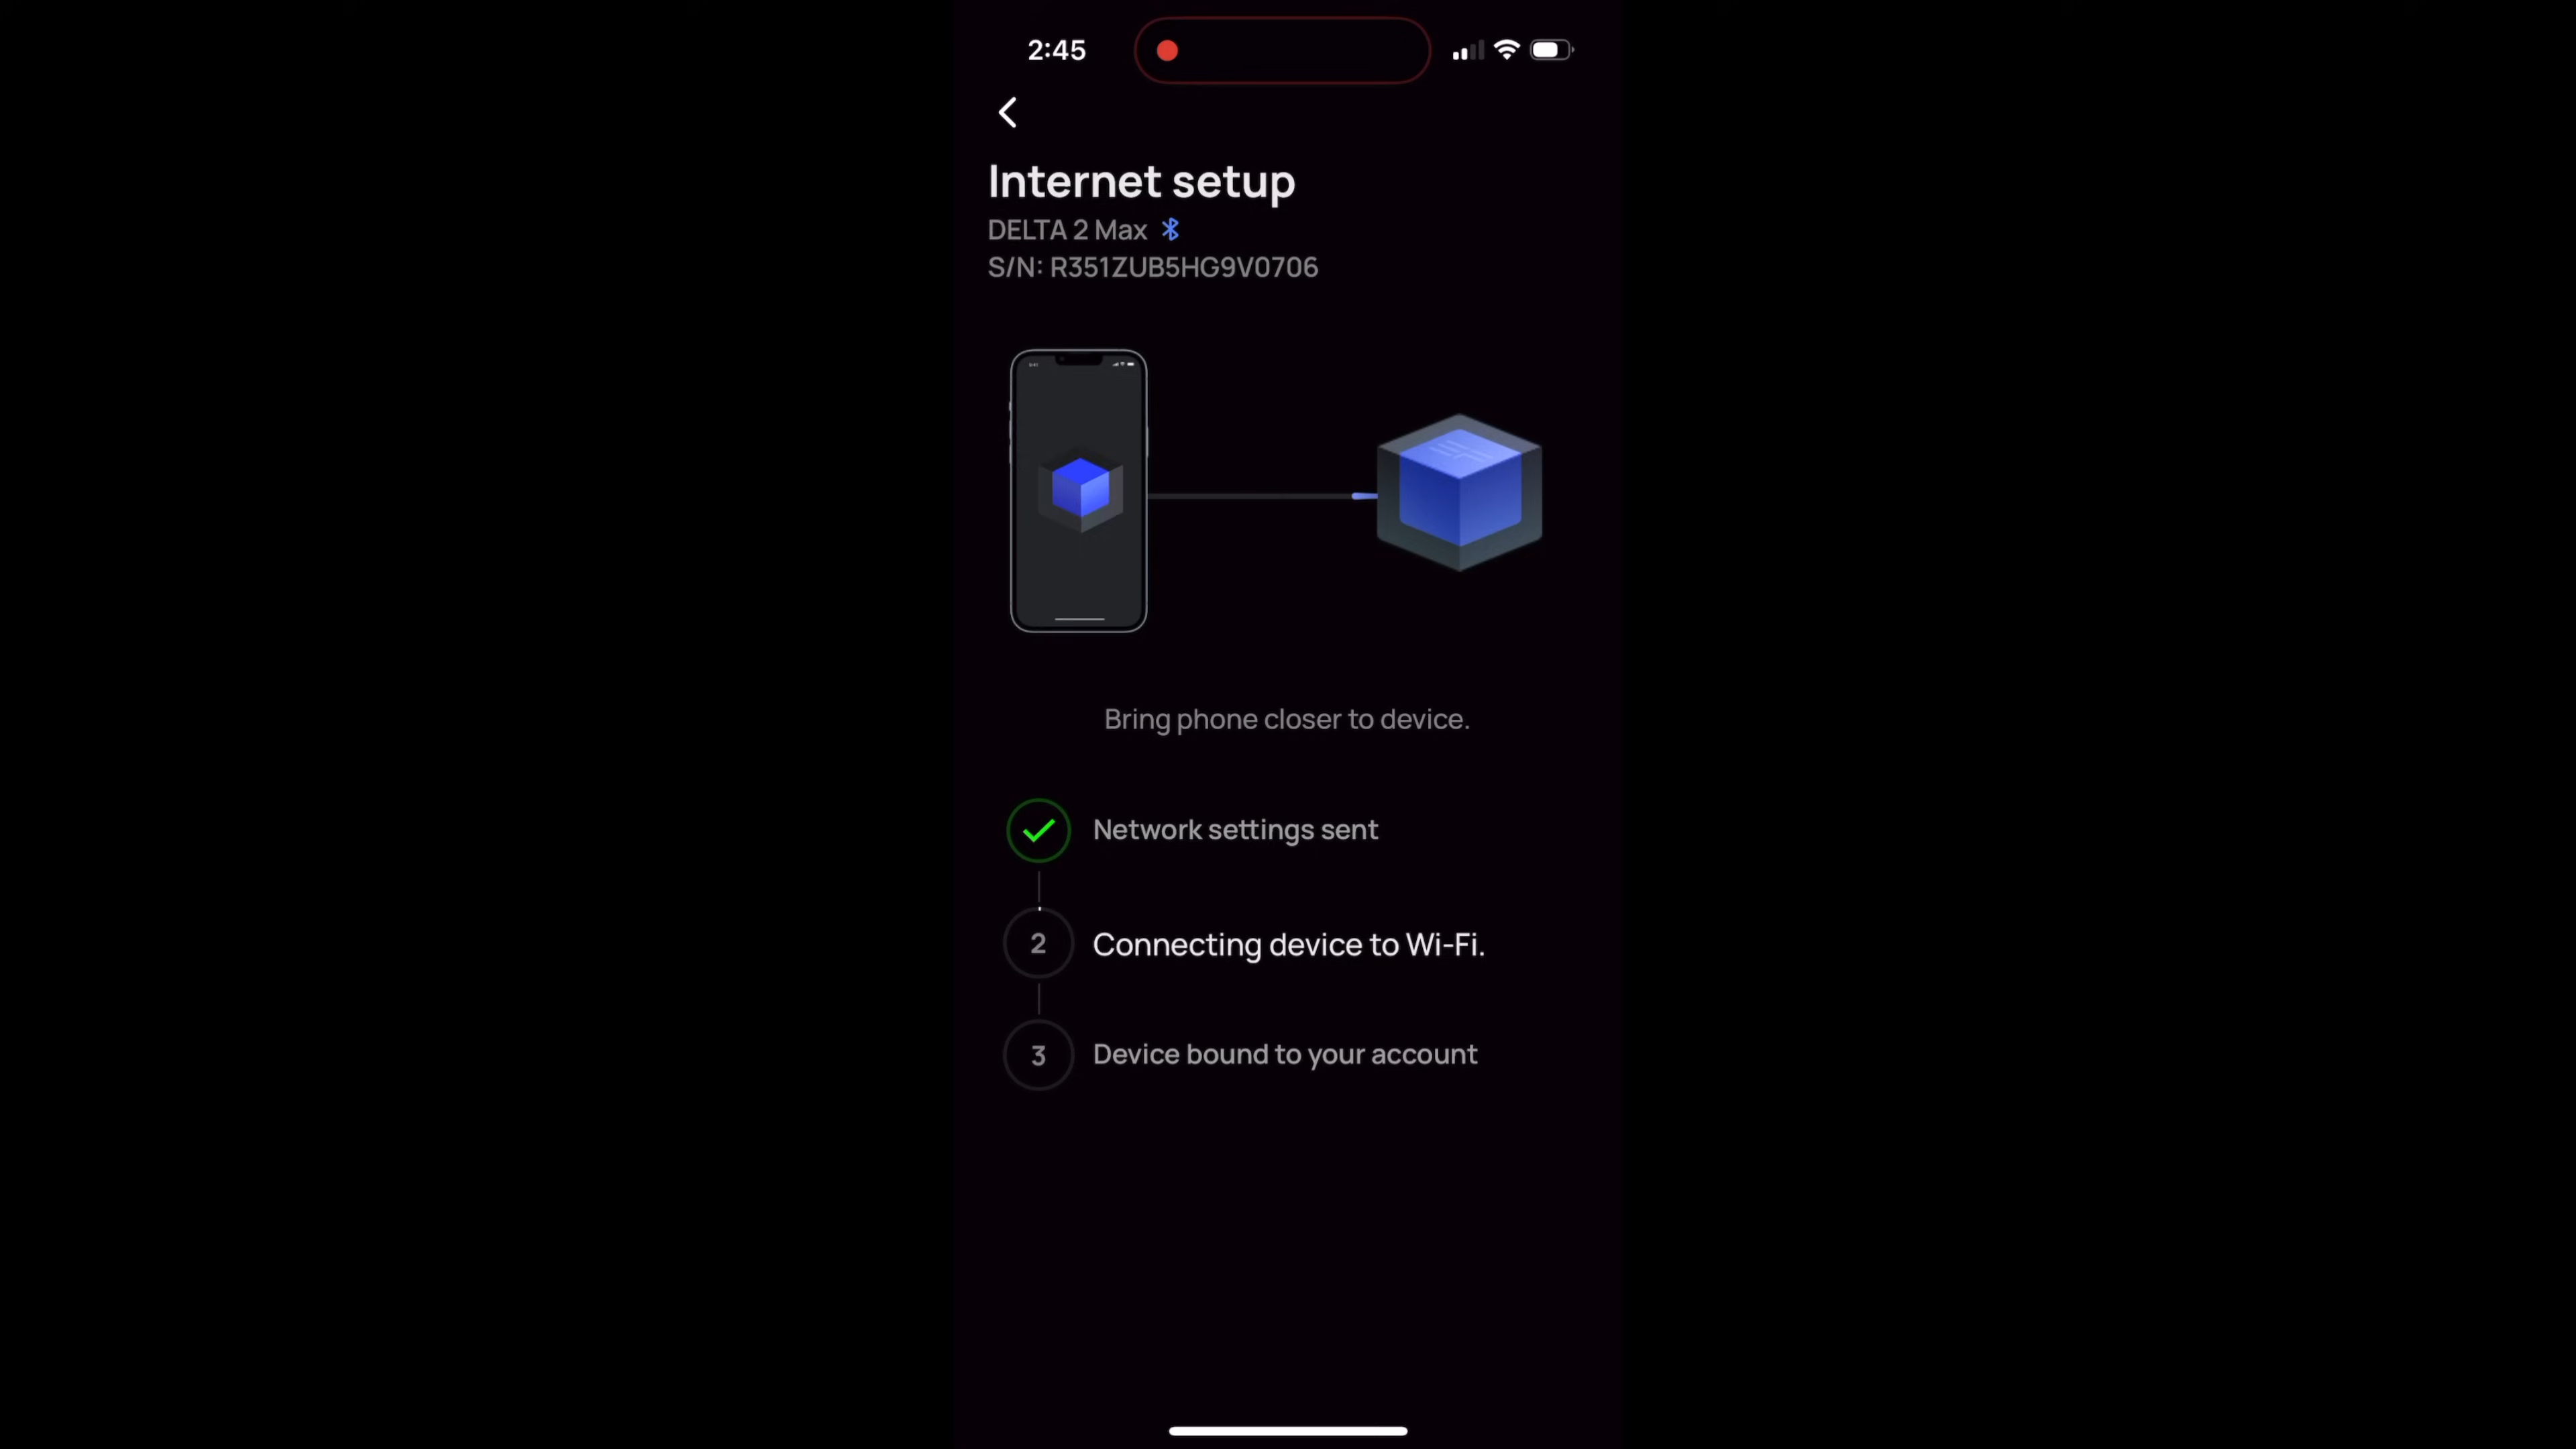 2:45
Internet setup
DELTA 2 Max
S/N: R351ZUB5HG9V0706
Bring phone closer to device.
Network settings sent
2
Connecting device to Wi-Fi.
3
Device bound to your account